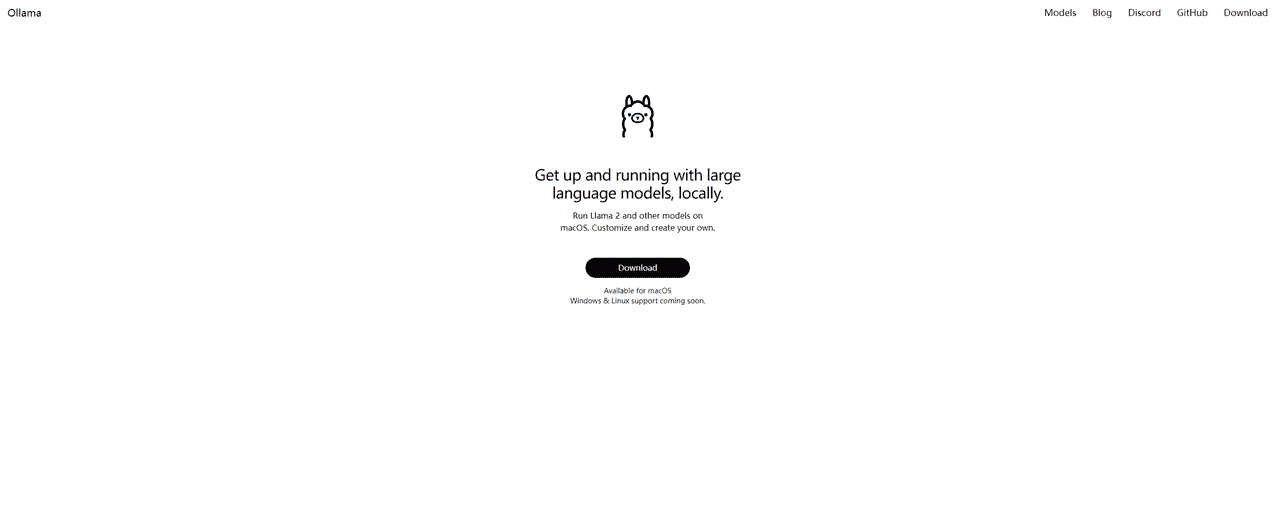 Ollama
Models Blog Discord GitHub Download
Get up and running with large
language models, locally.
Run Llama 2 and other models on
macOS. Customize and create your own.
Download
Available for macOS
Windows & Linux support coming soon.